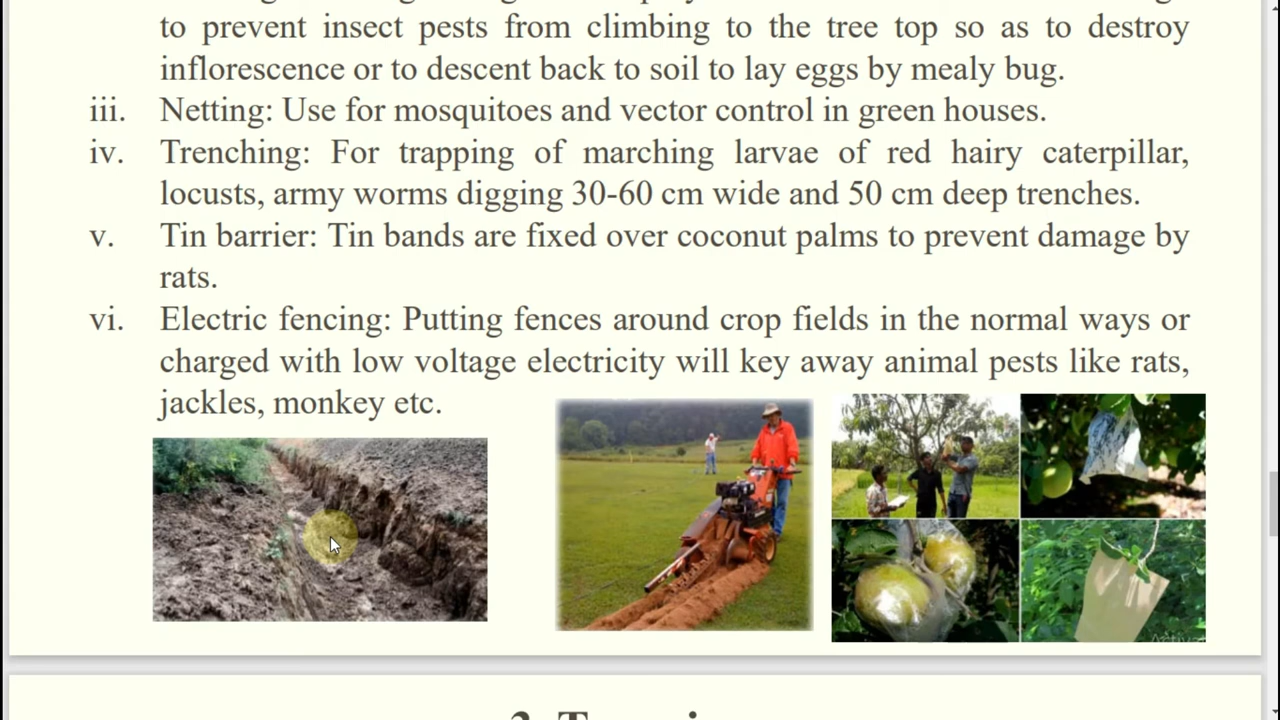 to prevent insect pests from climbing to the tree top so as to destroy
inflorescence or to descent back to soil to lay eggs by mealy bug.
iii. Netting: Use for mosquitoes and vector control in green houses.
iv. Trenching: For trapping of marching larvae of red hairy caterpillar,
locusts, army worms digging 30-60 cm wide and 50 cm deep trenches.
v. Tin barrier: Tin bands are fixed over coconut palms to prevent damage by
rats.
vi. Electric fencing: Putting fences around crop fields in the normal ways or
charged with low voltage electricity will key away animal pests like rats,
jackles, monkey etc.